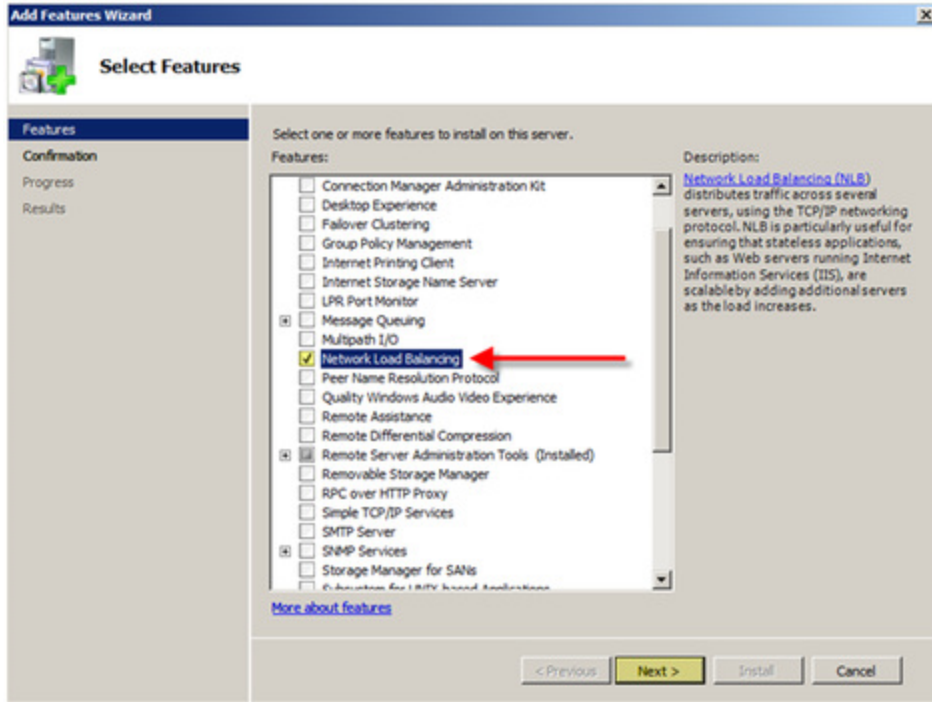 Add Features Wizard
Select Features
Features
Confirmation
Progress
Results
Select one or more features to install on this server.
Features:
Connection Manager Administration Kit
Desktop Experience
Failover Clustering
Group Policy Management
Internet Printing Client
Internet Storage Name Server
LPR Port Monitor
Message Queuing
Multipath I/O
Network Load Balancing
Peer Name Resolution Protocol
Quality Windows Audio Video Experience
Remote Assistance
Remote Differential Compression
Remote Server Administration Tools (Installed)
Removable Storage Manager
RPC over HTTP Proxy
Simple TCP/IP Services
SMTP Server
SNMP Services
Storage Manager for SANs
Subsystem for UNIX-based Applications
More about features
Description:
Network Load Balancing (NLB)
distributes traffic across several
servers, using the TCP/IP networking
protocol. NLB is particularly useful for
ensuring that stateless applications,
such as Web servers running Internet
Information Services (IIS), are
scalableby adding additional servers
as the load increases.
< Previous
Next >
Install
Cancel